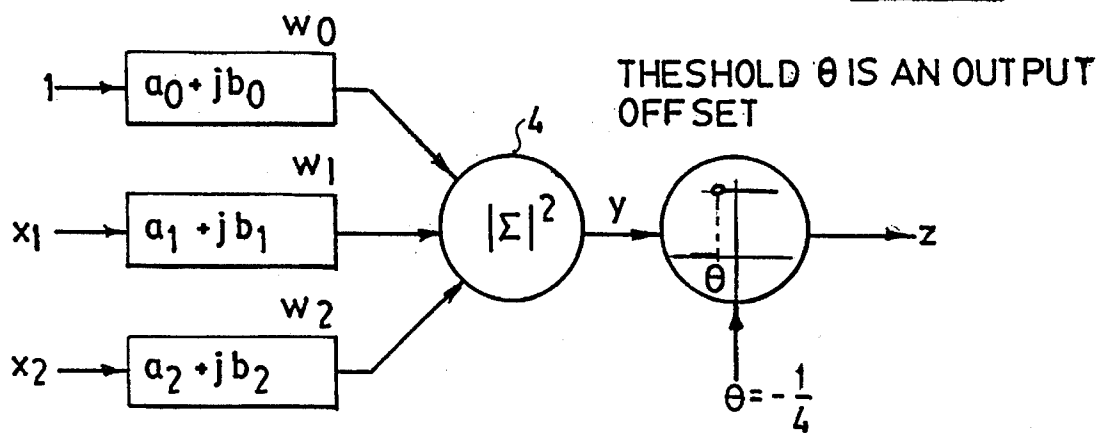 w0
1
a0 + jb0
THESHOLD θ IS AN OUTPUT
OFFSET
4
w1
x1
a1 + jb1
|Σ|²
y
θ
z
w2
x2
a2 + jb2
θ = - 1/4